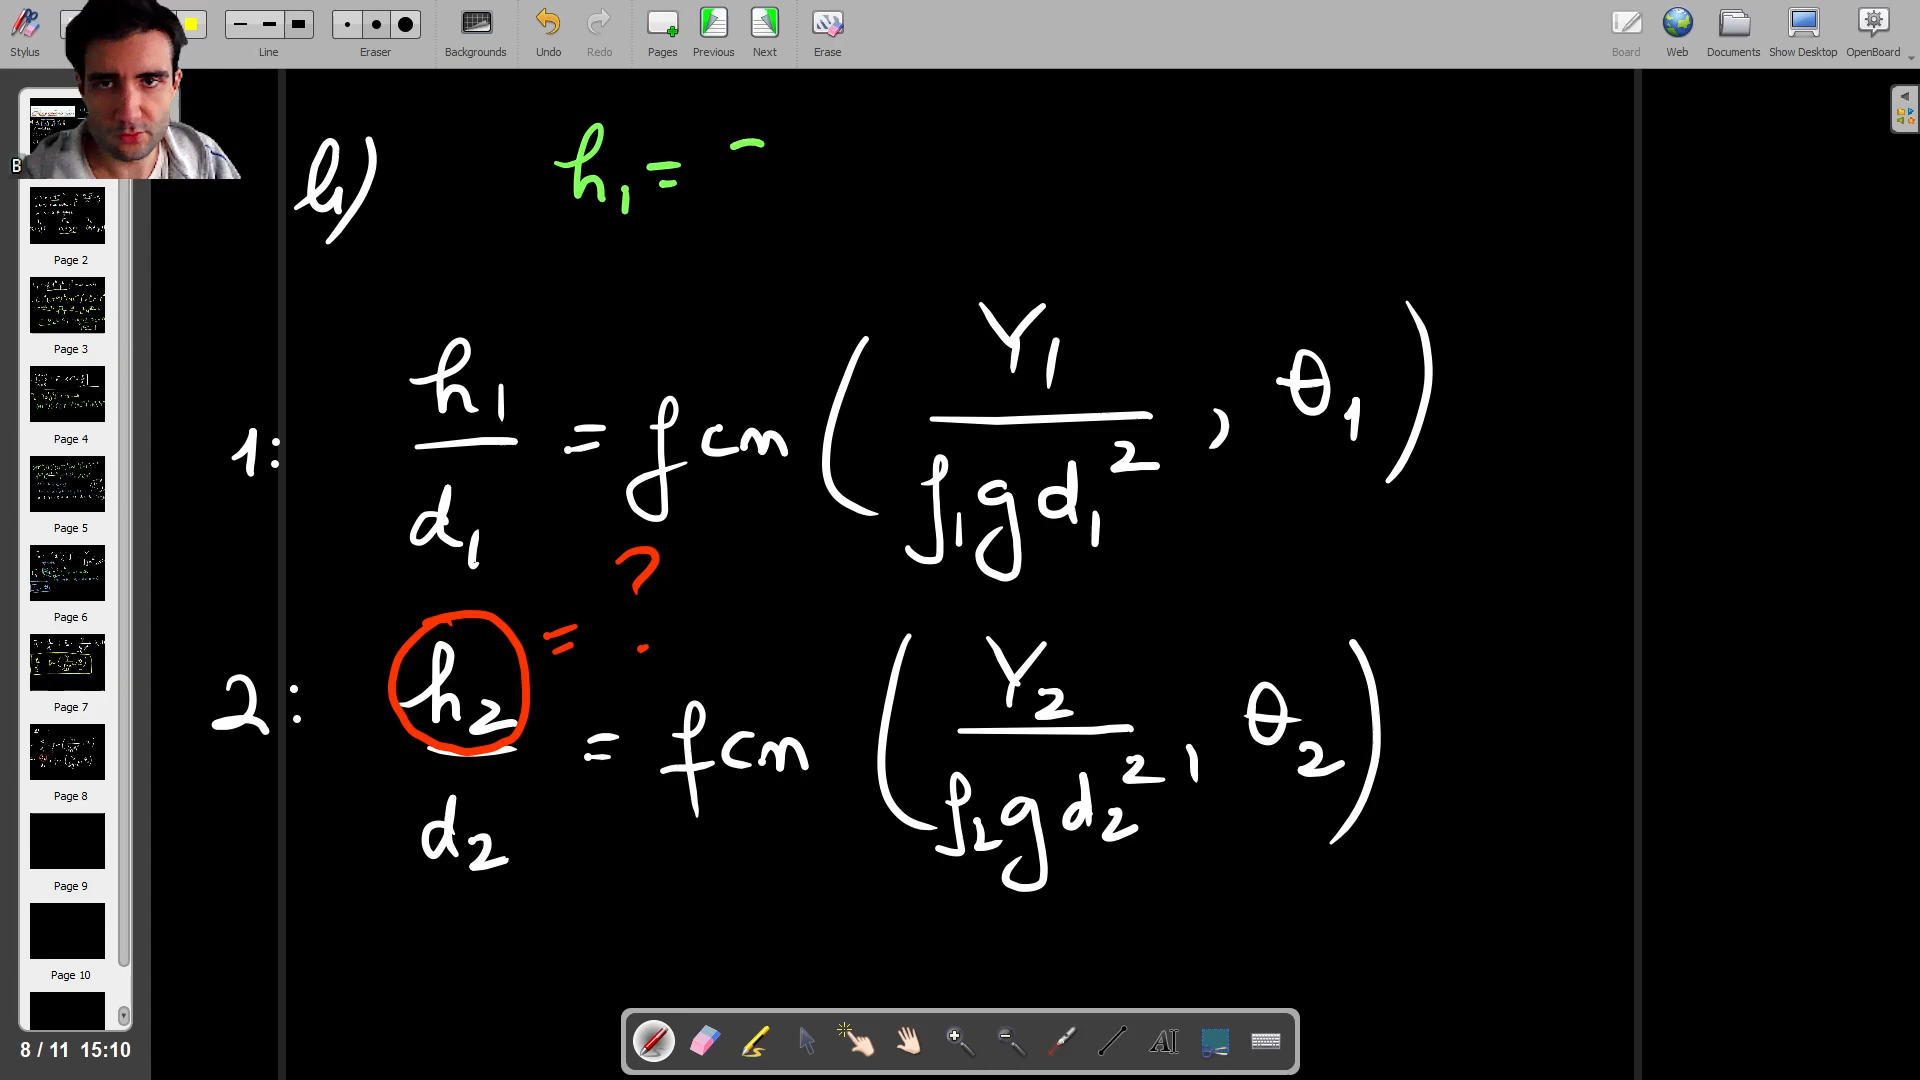 Stylus
Line
Eraser
Backgrounds
Undo
Redo
Pages
Previous
Next
Erase
Board
Web
Documents
Show Desktop
OpenBoard
B
Page 2
Page 3
Page 4
Page 5
Page 6
Page 7
Page 8
Page 9
Page 10
8 / 11 15:10
b)
h₁ =
1: h₁/d₁ = fcn (Y₁/(ρ₁gd₁²), θ₁)
= ?
2: h₂/d₂ = fcn (Y₂/(ρ₂gd₂²), θ₂)
AI